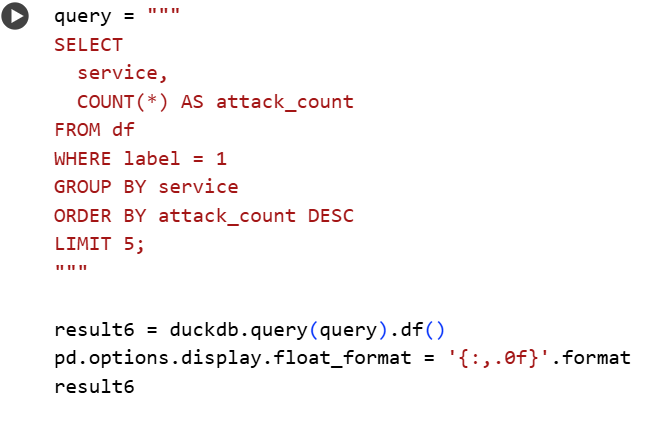 query = """
SELECT
  service,
  COUNT(*) AS attack_count
FROM df
WHERE label = 1
GROUP BY service
ORDER BY attack_count DESC
LIMIT 5;
"""
result6 = duckdb.query(query).df()
pd.options.display.float_format = '{:,.0f}'.format
result6